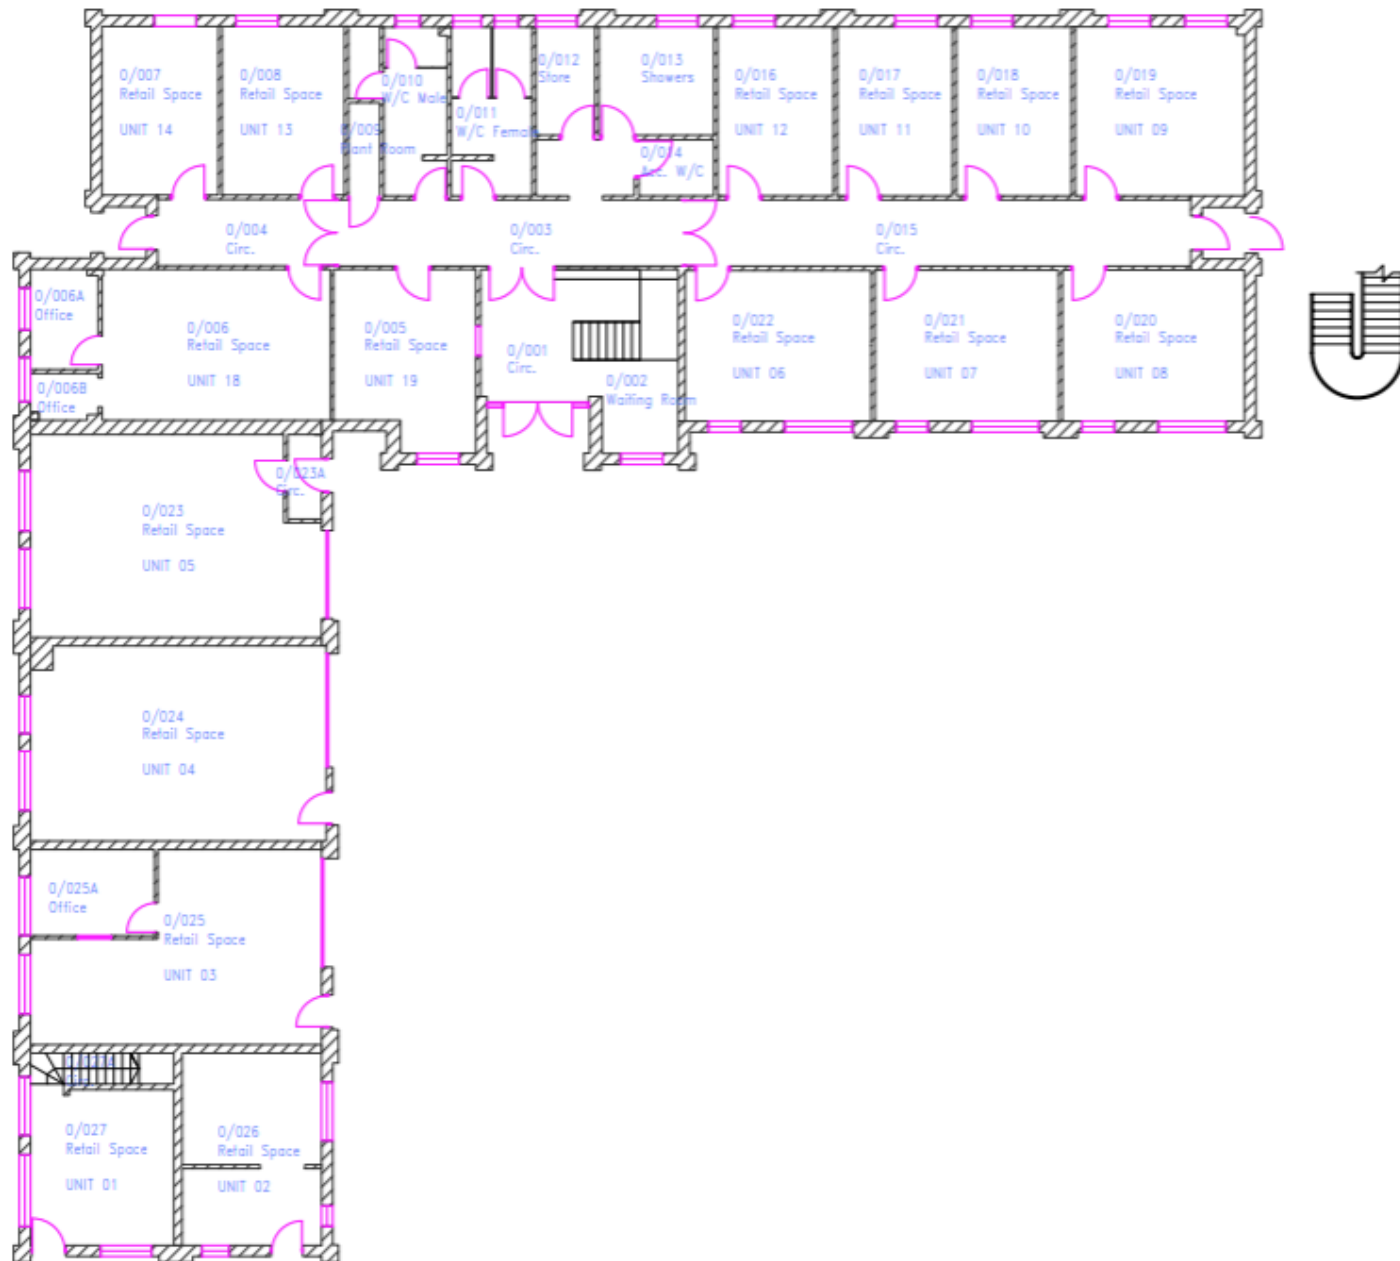 0/007
Retail Space
UNIT 14
0/008
Retail Space
UNIT 13
0/009
Plant Room
0/010
W/C Male
0/011
W/C Female
0/012
Store
0/013
Showers
0/014
Acc. W/C
0/016
Retail Space
UNIT 12
0/017
Retail Space
UNIT 11
0/018
Retail Space
UNIT 10
0/019
Retail Space
UNIT 09
0/004
Circ.
0/003
Circ.
0/015
Circ.
0/006A
Office
0/006B
Office
0/006
Retail Space
UNIT 18
0/005
Retail Space
UNIT 19
0/001
Circ.
0/002
Waiting Room
0/022
Retail Space
UNIT 06
0/021
Retail Space
UNIT 07
0/020
Retail Space
UNIT 08
0/023A
Circ.
0/023
Retail Space
UNIT 05
0/024
Retail Space
UNIT 04
0/025A
Office
0/025
Retail Space
UNIT 03
0/027A
Circ.
0/027
Retail Space
UNIT 01
0/026
Retail Space
UNIT 02